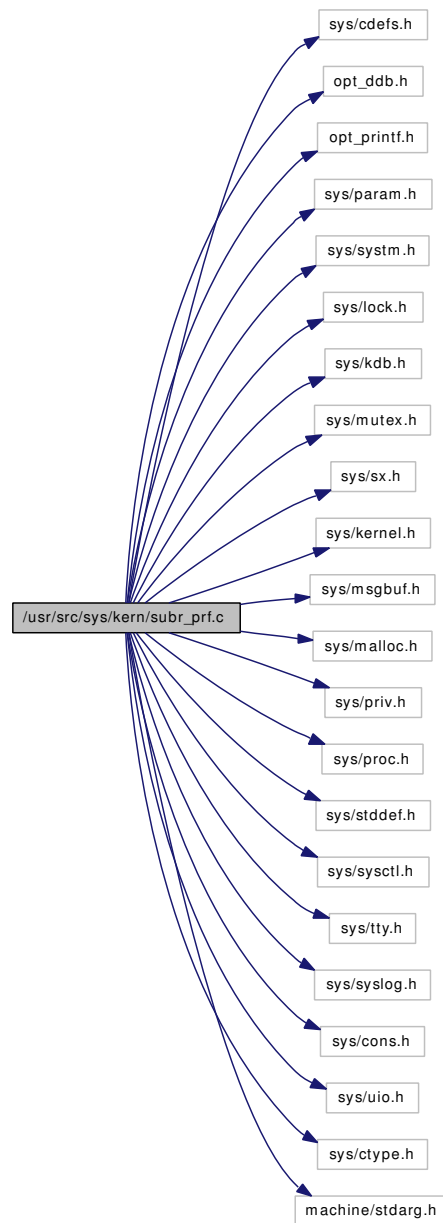 sys/cdefs.h
opt_ddb.h
opt_printf.h
sys/param.h
sys/systm.h
sys/lock.h
sys/kdb.h
sys/mutex.h
sys/sx.h
sys/kernel.h
sys/msgbuf.h
/usr/src/sys/kern/subr_prf.c
sys/malloc.h
sys/priv.h
sys/proc.h
sys/stddef.h
sys/sysctl.h
sys/tty.h
sys/syslog.h
sys/cons.h
sys/uio.h
sys/ctype.h
machine/stdarg.h